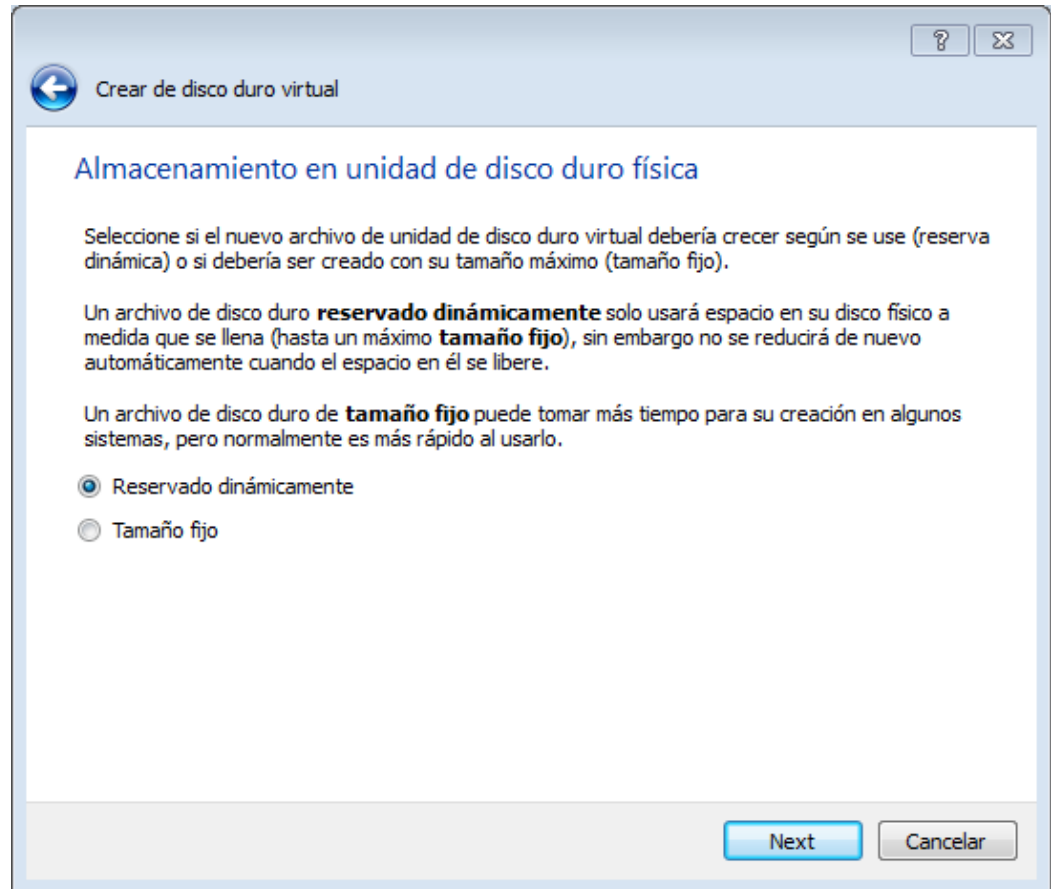 Crear de disco duro virtual
Almacenamiento en unidad de disco duro física
Seleccione si el nuevo archivo de unidad de disco duro virtual debería crecer según se use (reserva
dinámica) o si debería ser creado con su tamaño máximo (tamaño fijo).
Un archivo de disco duro reservado dinámicamente solo usará espacio en su disco físico a
medida que se llena (hasta un máximo tamaño fijo), sin embargo no se reducirá de nuevo
automáticamente cuando el espacio en él se libere.
Un archivo de disco duro de tamaño fijo puede tomar más tiempo para su creación en algunos
sistemas, pero normalmente es más rápido al usarlo.
Reservado dinámicamente
Tamaño fijo
Next Cancelar